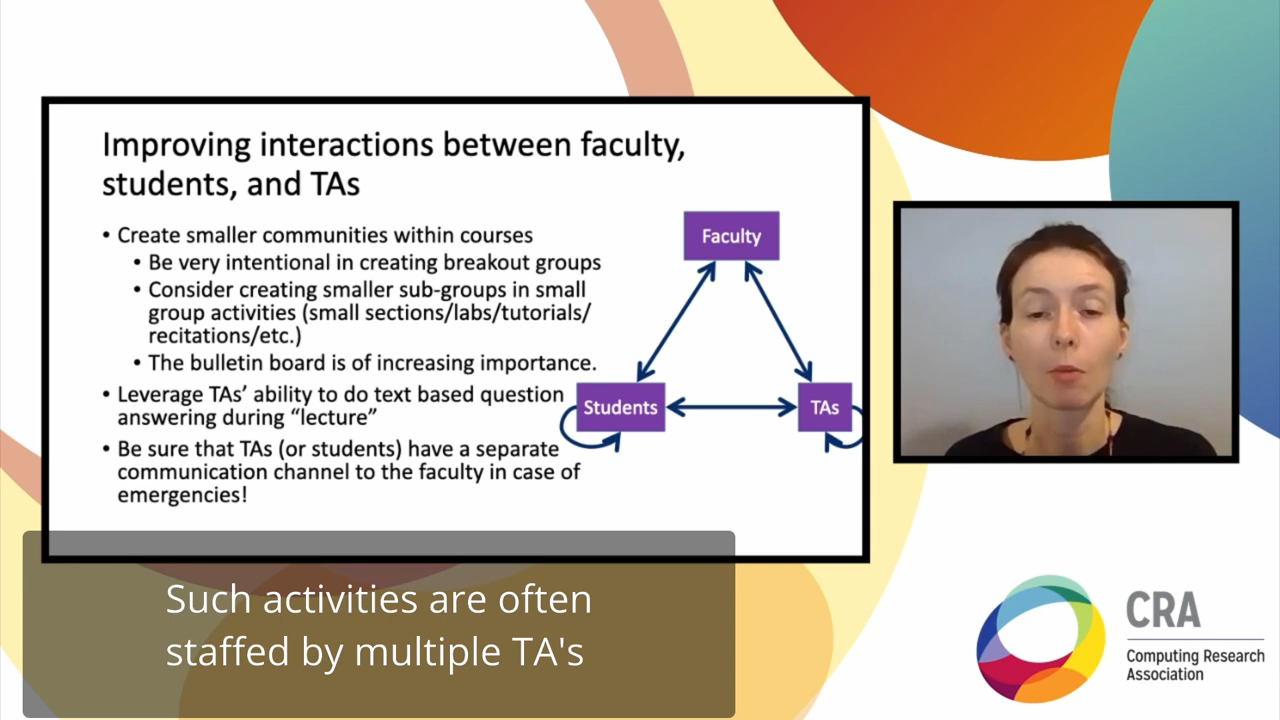 Improving interactions between faculty,
students, and TAs
• Create smaller communities within courses
• Be very intentional in creating breakout groups
• Consider creating smaller sub-groups in small
group activities (small sections/labs/tutorials/
recitations/etc.)
• The bulletin board is of increasing importance.
• Leverage TAs’ ability to do text based question
answering during “lecture”
• Be sure that TAs (or students) have a separate
communication channel to the faculty in case of
emergencies!
Faculty
Students
TAs
Such activities are often
staffed by multiple TA's
CRA
Computing Research
Association